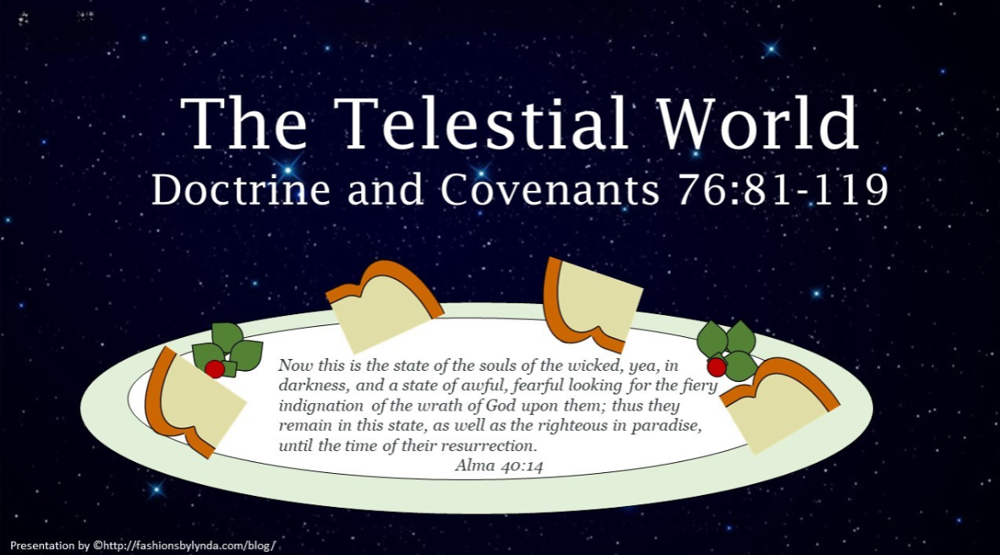 The Telestial World
Doctrine and Covenants 76:81-119
Now this is the state of the souls of the wicked, yea, in
darkness, and a state of awful, fearful looking for the fiery
indignation of the wrath of God upon them; thus they
remain in this state, as well as the righteous in paradise,
until the time of their resurrection.
Alma 40:14
Presentation by ©http://fashionsbylynda.com/blog/